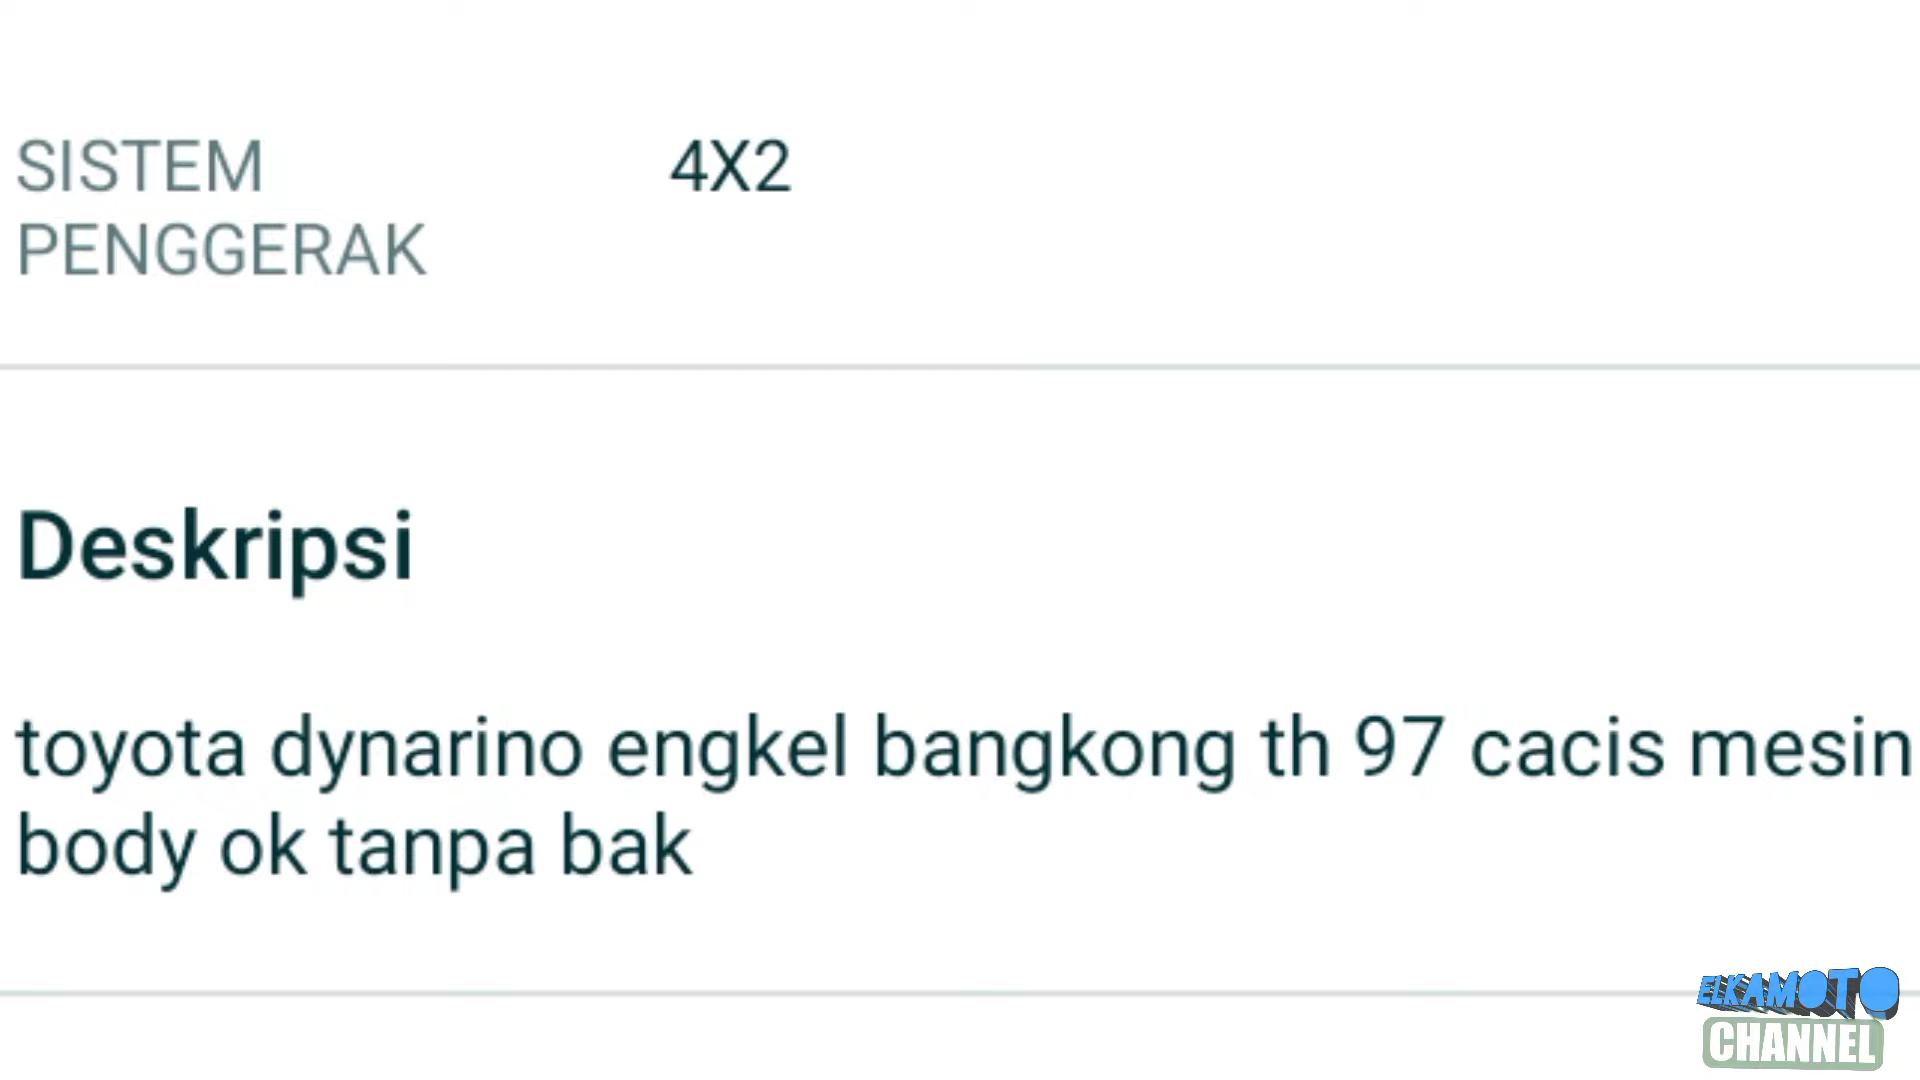 SISTEM 4X2
PENGGERAK
Deskripsi
toyota dynarino engkel bangkong th 97 cacis mesin
body ok tanpa bak
ELKAMOTO
CHANNEL